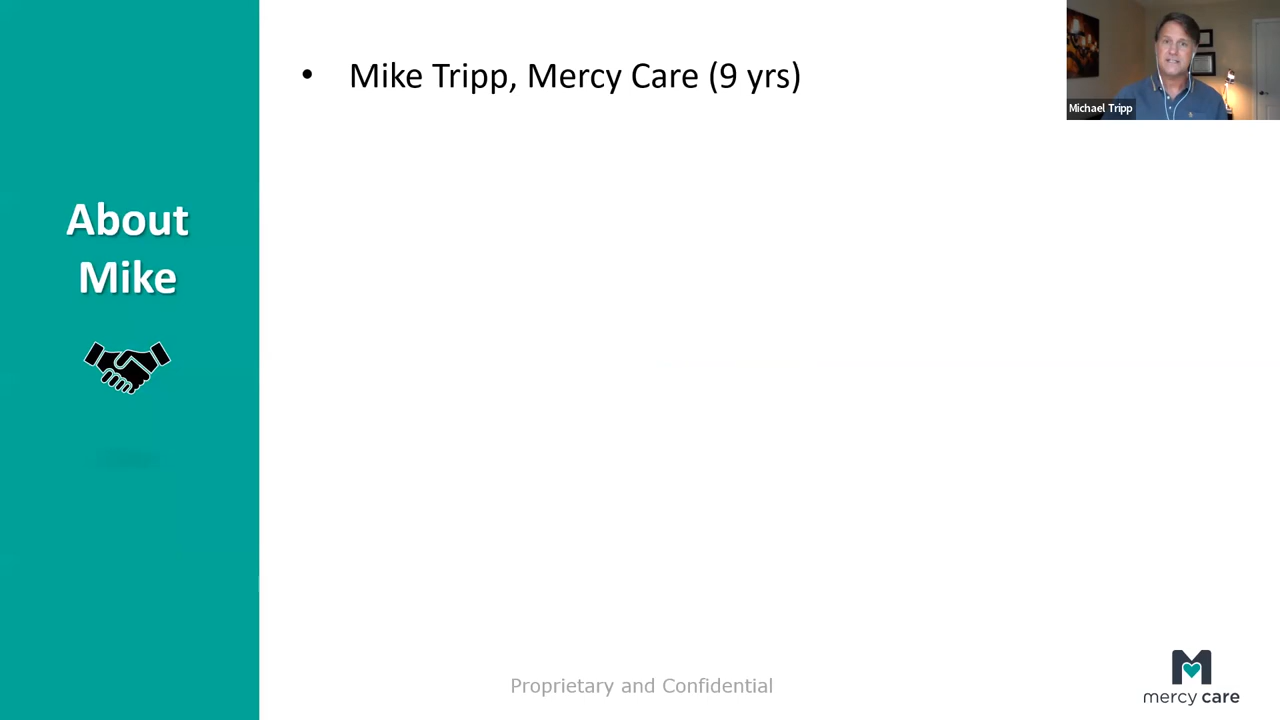 • Mike Tripp, Mercy Care (9 yrs)
Michael Tripp
About
Mike
Proprietary and Confidential
mercy care